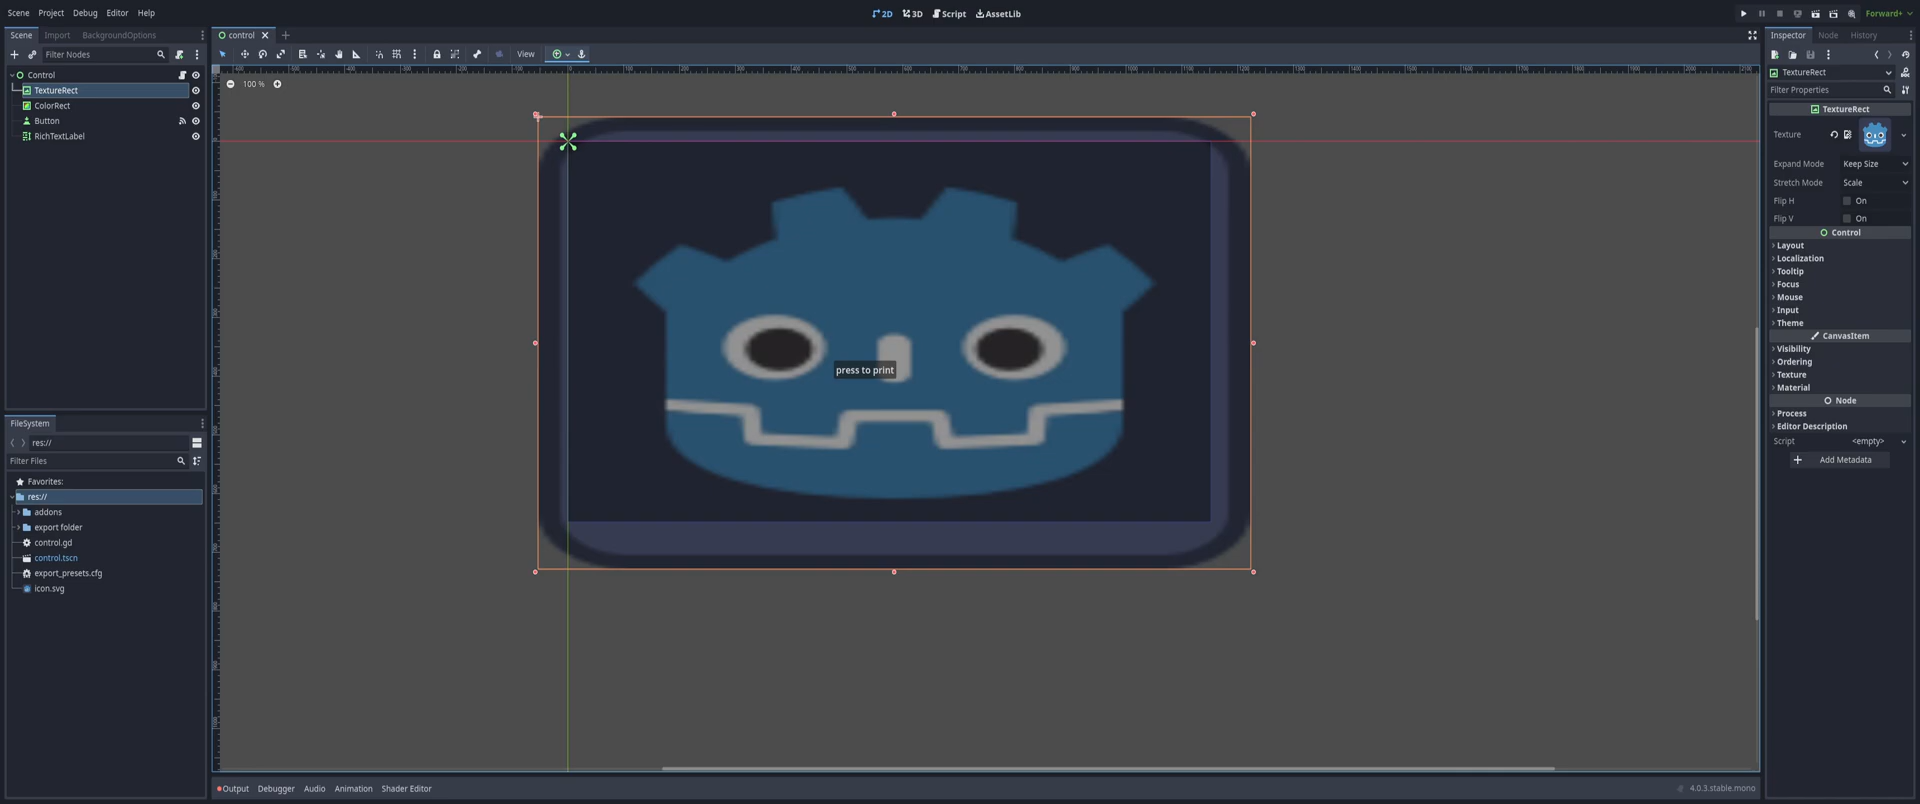 Scene Project Debug Editor Help
2D 3D Script AssetLib
Forward+
Scene Import BackgroundOptions
Filter Nodes
Control
TextureRect
ColorRect
Button
RichTextLabel
FileSystem
res://
Filter Files
Favorites:
res://
addons
export folder
control.gd
control.tscn
export_presets.cfg
icon.svg
control
View
100 %
press to print
Output Debugger Audio Animation Shader Editor
4.0.3.stable.mono
Inspector Node History
TextureRect
Filter Properties
TextureRect
Texture
Expand Mode Keep Size
Stretch Mode Scale
Flip H On
Flip V On
Control
Layout
Localization
Tooltip
Focus
Mouse
Input
Theme
CanvasItem
Visibility
Ordering
Texture
Material
Node
Process
Editor Description
Script <empty>
Add Metadata